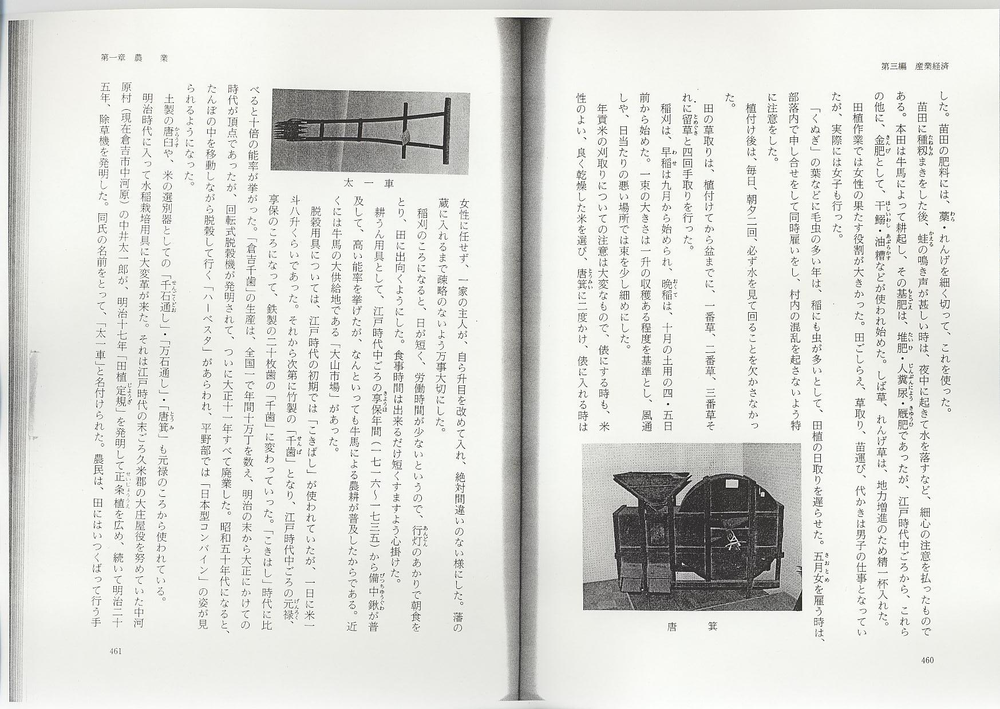 第三編　産業経済
した。苗田の肥料には、藁・れんげを細く切って、これを使った。
苗田に種籾まきをした後、蛙の鳴き声が甚しい時は、夜中に起きて水を落すなど、細心の注意を払ったもので
ある。本田は牛馬によって耕起し、その基肥は、堆肥・人糞尿・厩肥であったが、江戸時代中ごろから、これら
の他に、金肥として、干鰯・油糟などが使われ始めた。しば草、れんげ草は、地力増進のため精一杯入れた。
田植作業では女性の果たす役割が大きかった。田ごしらえ、草取り、苗運び、代かきは男子の仕事となってい
たが、実際には女子も行った。
「くぬぎ」の葉などに毛虫の多い年は、稲にも虫が多いとして、田植の日取りを遅らせた。五月女を雇う時は、
部落内で申し合せをして同時雇いをし、村内の混乱を起さないよう特
に注意をした。
植付け後は、毎日、朝夕二回、必ず水を見て回ることを欠かさなかっ
た。
田の草取りは、植付けてから盆までに、一番草、二番草、三番草そ
れに留草と四回手取りを行った。
稲刈は、早稲は九月から始められ、晩稲は、十月の土用の四・五日
前から始めた。一束の大きさは一升の収穫ある程度を基準とし、風通
しや、日当たりの悪い場所では束を少し細めにした。
年貢米の刈取りについての注意は大変なもので、俵にする時も、米
性のよい、良く乾燥した米を選び、唐箕に二度かけ、俵に入れる時は
唐　箕
460
第一章　農　業
女性に任せず、一家の主人が、自ら升目を改めて入れ、絶対間違いのない様にした。藩の
蔵に入れるまで疎略のないよう万事大切にした。
稲刈のころになると、日が短く、労働時間が少ないというので、行灯のあかりで朝食を
とり、田に出向くようにした。食事時間は出来るだけ短くすますよう心掛けた。
耕うん用具として、江戸時代中ごろの享保年間（一七一六～一七三五）から備中鍬が普
及して、高い能率を挙げたが、なんといっても牛馬による農耕が普及したからである。近
くには牛馬の大供給地である「大山市場」があった。
脱穀用具については、江戸時代の初期では「こきばし」が使われていたが、一日に米一
斗八升くらいであった。それから次第に竹製の「千歯」となり、江戸時代中ごろの元禄、
享保のころになって、鉄製の二十枚歯の「千歯」に変わっていった。「こきはし」時代に比
太一車
べると十倍の能率が挙がった。「倉吉千歯」の生産は、全国一で年間十万丁を数え、明治の末から大正にかけての
時代が頂点であったが、回転式脱穀機が発明されて、ついに大正十一年すべて廃業した。昭和五十年代になると、
たんぼの中を移動しながら脱穀して行く「ハーベスタ」があらわれ、平野部では「日本型コンバイン」の姿が見
られるようになった。
土製の唐臼や、米の選別器としての「千石通し」・「万石通し」・「唐箕」も元禄のころから使われている。
明治時代に入って水稲栽培用具に大変革が来た。それは江戸時代の末ごろ久米郡の大庄屋役を努めていた中河
原村（現在倉吉市中河原）の中井太一郎が、明治十七年「田植定規」を発明して正条植を広め、続いて明治二十
五年、除草機を発明した。同氏の名前をとって、「太一車」と名付けられた。農民は、田にはいつくばって行う手
461